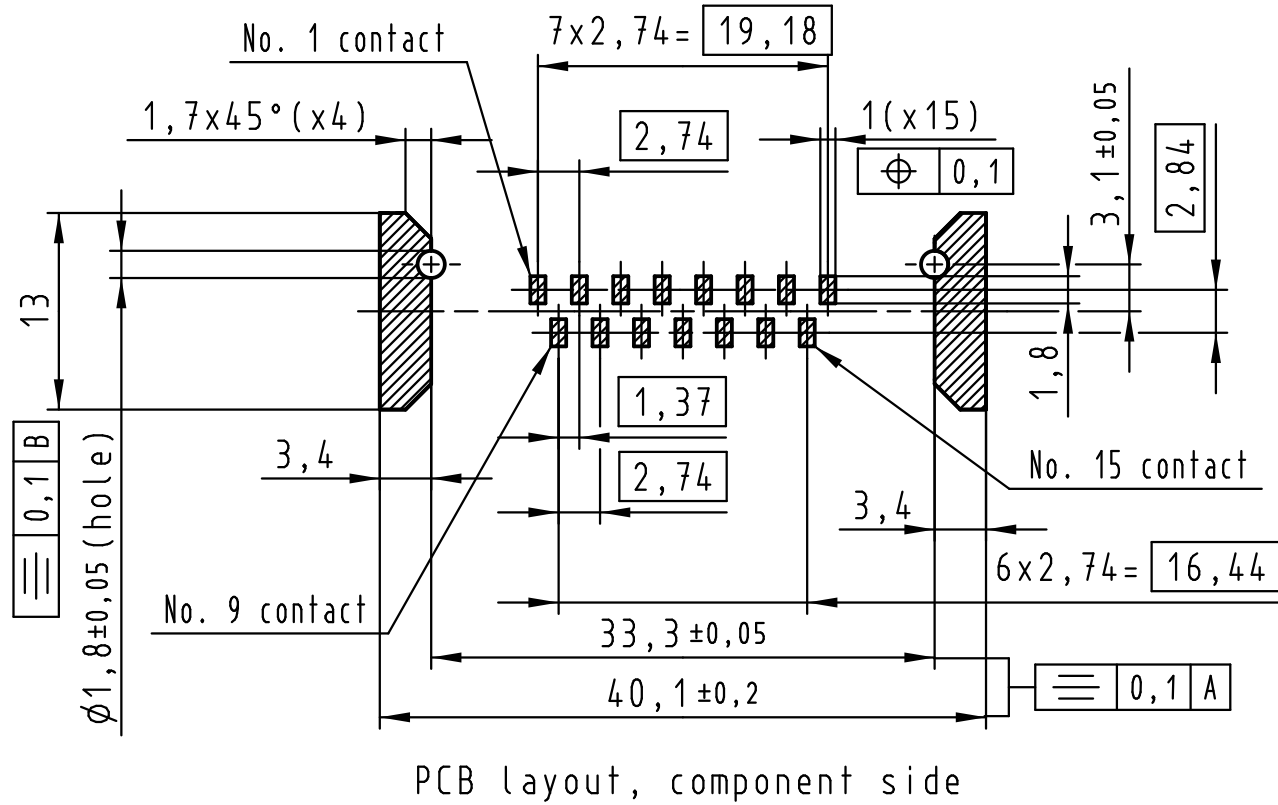 No. 1 contact
7x2,74= 19,18
1,7x45°(x4)
2,74
1(x15)
⌖ 0,1
3,1±0,05
2,84
13
1,8
1,37
2,74
3,4
No. 15 contact
3,4
⌯ 0,1 B
Ø1,8±0,05(hole)
6x2,74= 16,44
No. 9 contact
33,3±0,05
40,1±0,2
⌯ 0,1 A
PCB layout, component side